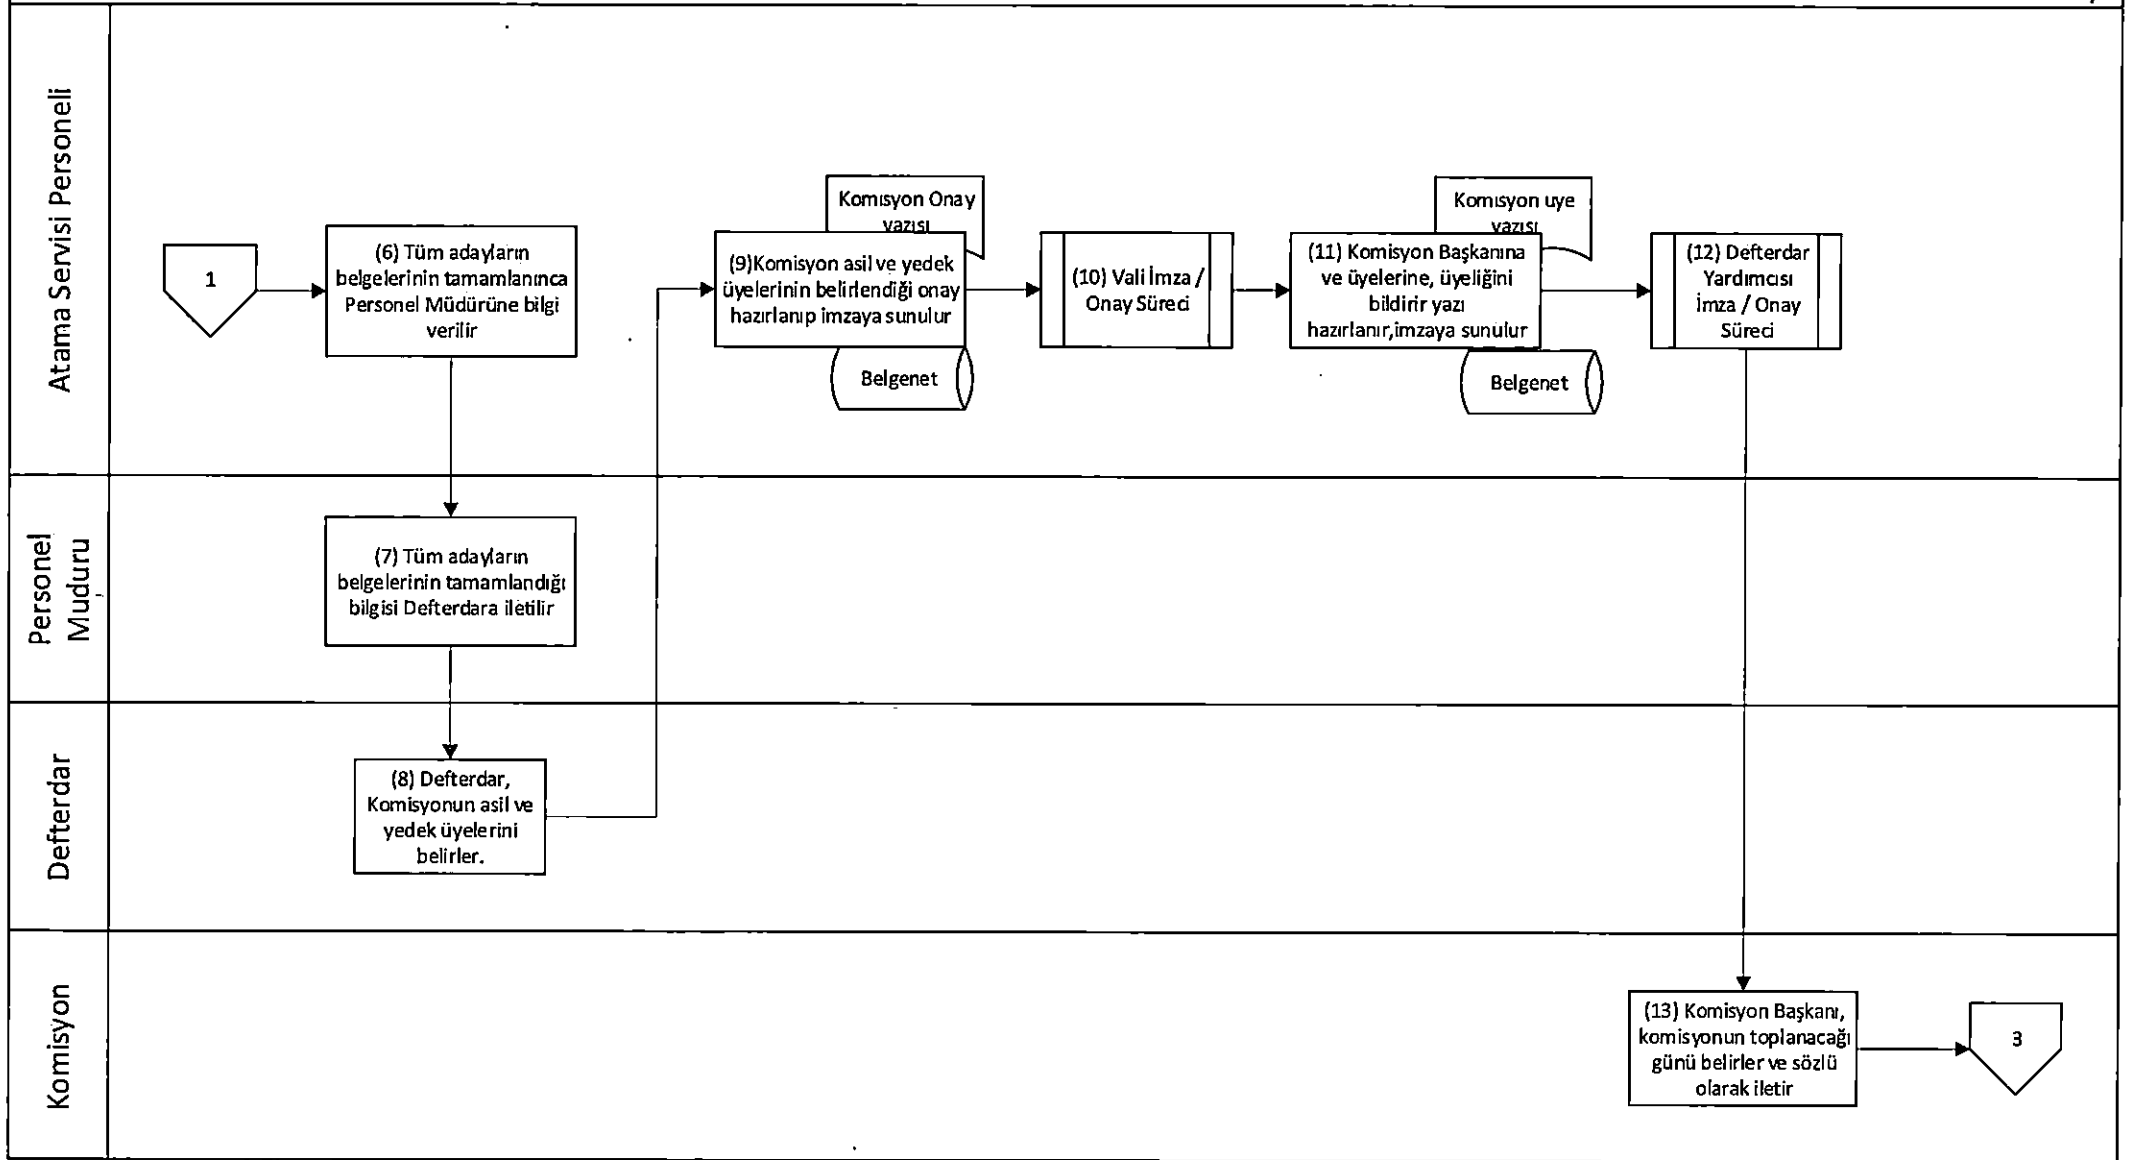 Atama Servisi Personeli
1
(6) Tüm adayların
belgelerinin tamamlanınca
Personel Müdürüne bilgi
verilir
Komısyon Onay
yazısı
(9)Komisyon asil ve yedek
üyelerinin belirlendiği onay
hazırlanıp imzaya sunulur
Belgenet
(10) Vali İmza /
Onay Süreci
Komısyon uye
yazısı
(11) Komisyon Başkanına
ve üyelerine, üyeliğini
bildirir yazı
hazırlanır,imzaya sunulur
Belgenet
(12) Defterdar
Yardımcısı
İmza / Onay
Süreci
Personel
Muduru
(7) Tüm adayların
belgelerinin tamamlandığı
bilgisi Defterdara iletilir
Defterdar
(8) Defterdar,
Komisyonun asil ve
yedek üyelerini
belirler.
Komisyon
(13) Komisyon Başkanı,
komisyonun toplanacağı
günü belirler ve sözlü
olarak iletir
3